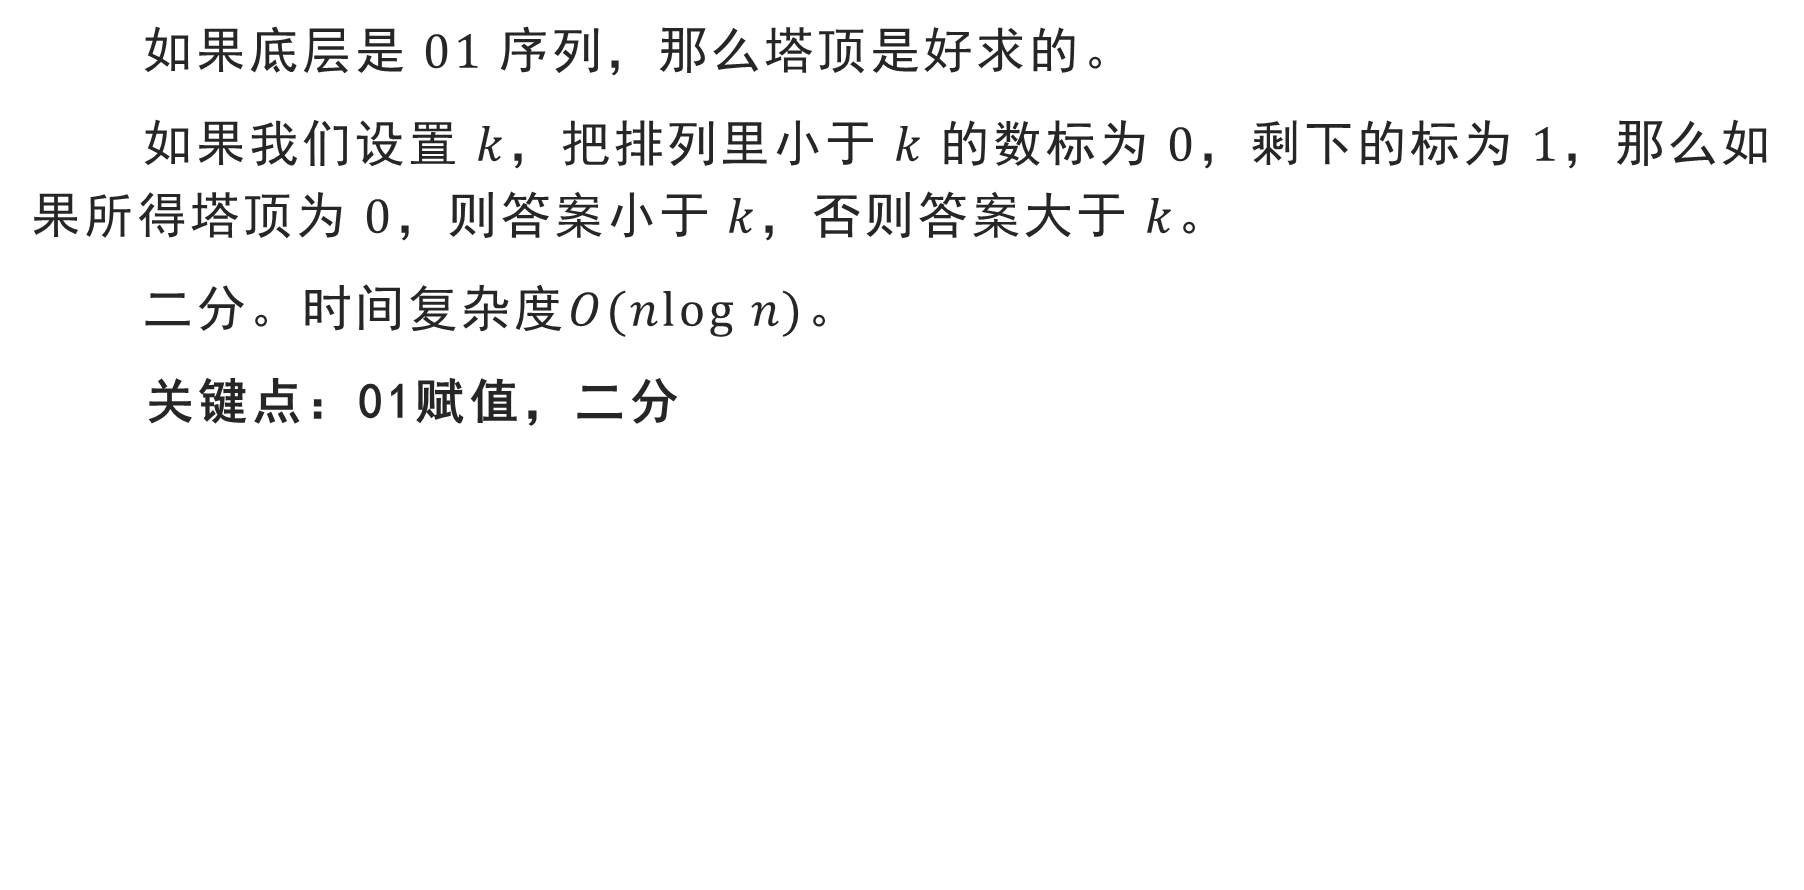 如果底层是 01 序列，那么塔顶是好求的。
如果我们设置 k，把排列里小于 k 的数标为 0，剩下的标为 1，那么如
果所得塔顶为 0，则答案小于 k，否则答案大于 k。
二分。时间复杂度O(nlog n)。
关键点：01赋值，二分